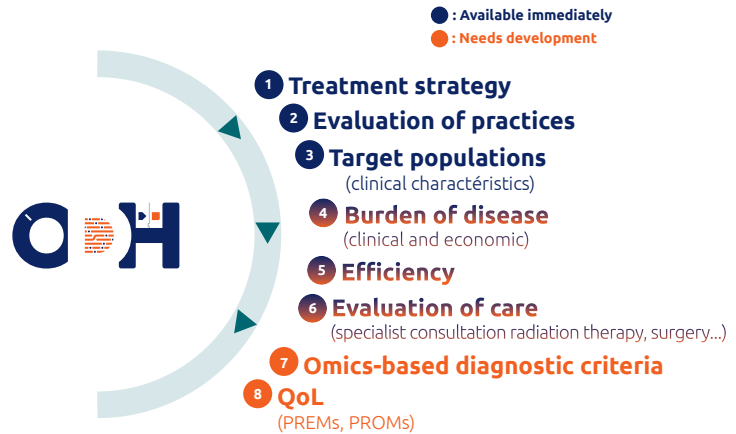 : Available immediately
: Needs development
1 Treatment strategy
2 Evaluation of practices
3 Target populations
(clinical charactéristics)
4 Burden of disease
(clinical and economic)
ODH
5 Efficiency
6 Evaluation of care
(specialist consultation radiation therapy, surgery...)
7 Omics-based diagnostic criteria
8 QoL
(PREMs, PROMs)